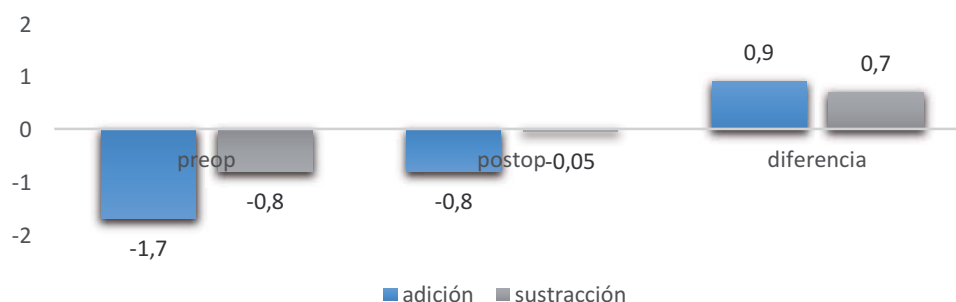 2
1
0
-1
-2
0,9
0,7
preop
postop
-0,05
diferencia
-0,8
-0,8
-1,7
adición
sustracción